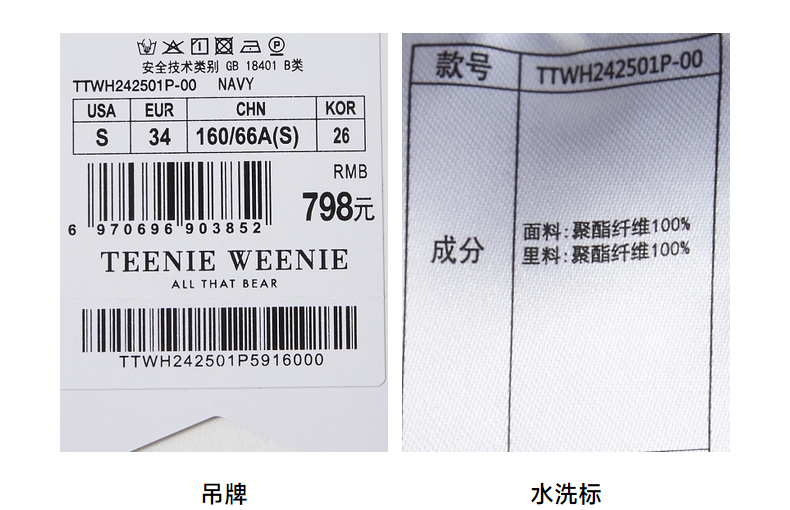 安全技术类别 GB 18401 B类
TTWH242501P-00 NAVY
USA EUR CHN KOR
S 34 160/66A(S) 26
RMB
798元
6 970696 903852
TEENIE WEENIE
ALL THAT BEAR
TTWH242501P5916000
吊牌
款号 TTWH242501P-00
成分
面料:聚酯纤维100%
里料:聚酯纤维100%
水洗标